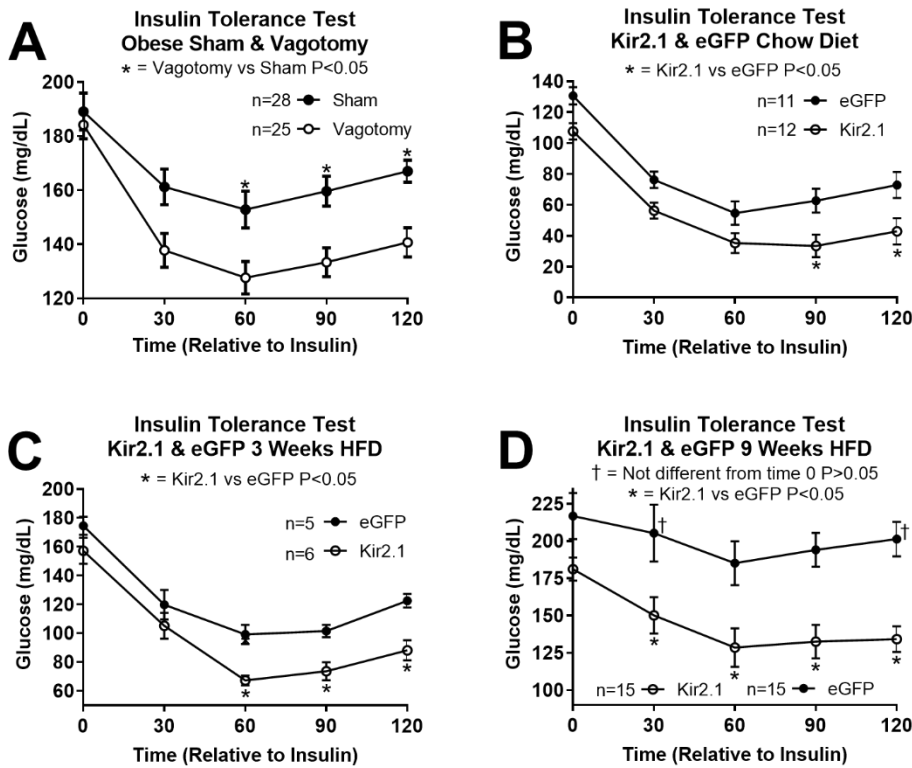 A
Insulin Tolerance Test
Obese Sham & Vagotomy
* = Vagotomy vs Sham P<0.05
n=28 Sham
n=25 Vagotomy
* * *
Glucose (mg/dL)
200
180
160
140
120
0 30 60 90 120
Time (Relative to Insulin)
B
Insulin Tolerance Test
Kir2.1 & eGFP Chow Diet
* = Kir2.1 vs eGFP P<0.05
n=11 eGFP
n=12 Kir2.1
* *
Glucose (mg/dL)
140
120
100
80
60
40
20
0
0 30 60 90 120
Time (Relative to Insulin)
C
Insulin Tolerance Test
Kir2.1 & eGFP 3 Weeks HFD
* = Kir2.1 vs eGFP P<0.05
n=5 eGFP
n=6 Kir2.1
* * *
Glucose (mg/dL)
180
160
140
120
100
80
60
0 30 60 90 120
Time (Relative to Insulin)
D
Insulin Tolerance Test
Kir2.1 & eGFP 9 Weeks HFD
† = Not different from time 0 P>0.05
* = Kir2.1 vs eGFP P<0.05
† †
* * * *
n=15 Kir2.1 n=15 eGFP
Glucose (mg/dL)
225
200
175
150
125
100
0 30 60 90 120
Time (Relative to Insulin)